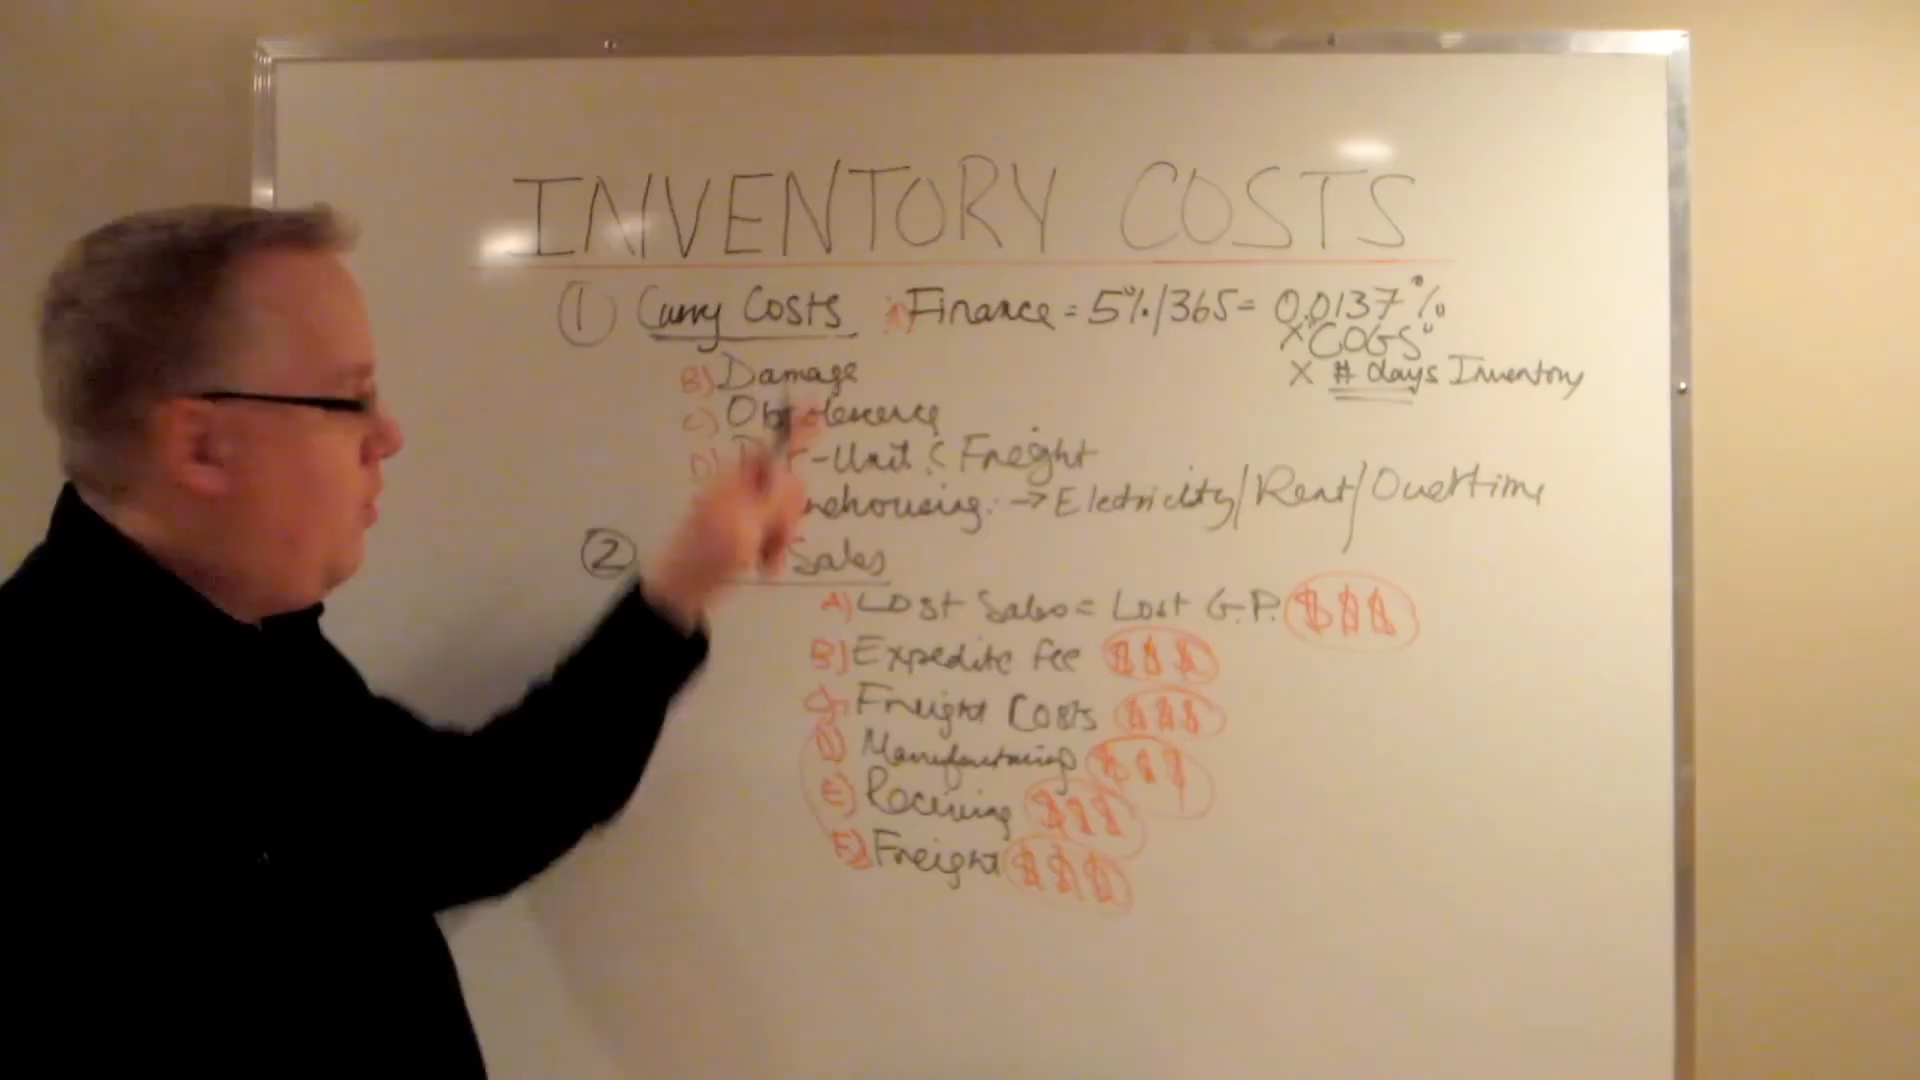 INVENTORY COSTS
① Carry Costs A) Finance = 5%/365 = 0.0137%
X "COGS"
B) Damage X # days Inventory
C) Obsolescence
D) -Unit & Freight
→ Electricity/Rent/Overtime
② Sales
A) Lost Sales = Lost G.P. $$$
B) Expedite fee $$$
C) Freight Costs $$$
D) Manufacturing $$$
E) Receiving $$$
F) Freight $$$